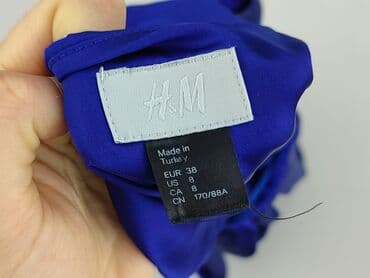 H&M
Made in
Turkey
EUR 38
US 8
CA 8
CN 170/88A